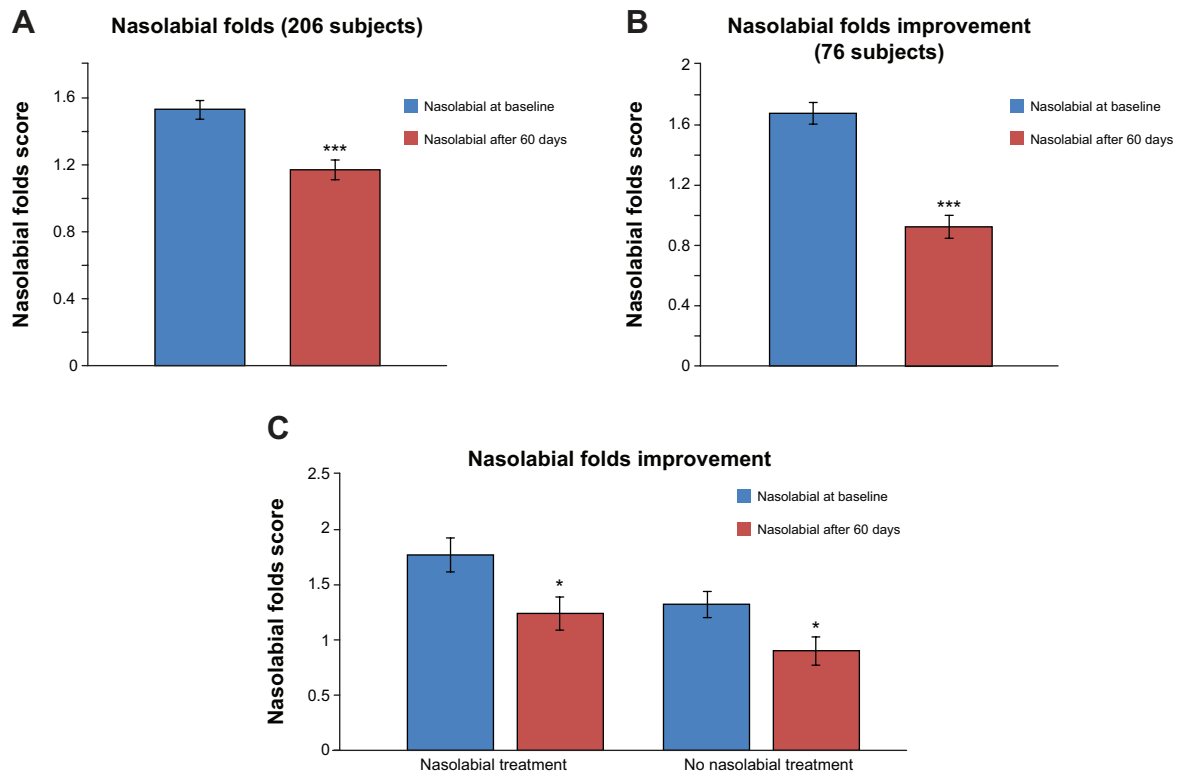 A
Nasolabial folds (206 subjects)
Nasolabial folds score
1.6
1.2
0.8
0.4
0
***
Nasolabial at baseline
Nasolabial after 60 days
B
Nasolabial folds improvement
(76 subjects)
Nasolabial folds score
2
1.6
1.2
0.8
0.4
0
***
Nasolabial at baseline
Nasolabial after 60 days
C
Nasolabial folds improvement
Nasolabial folds score
2.5
2
1.5
1
0.5
0
*
*
Nasolabial at baseline
Nasolabial after 60 days
Nasolabial treatment
No nasolabial treatment